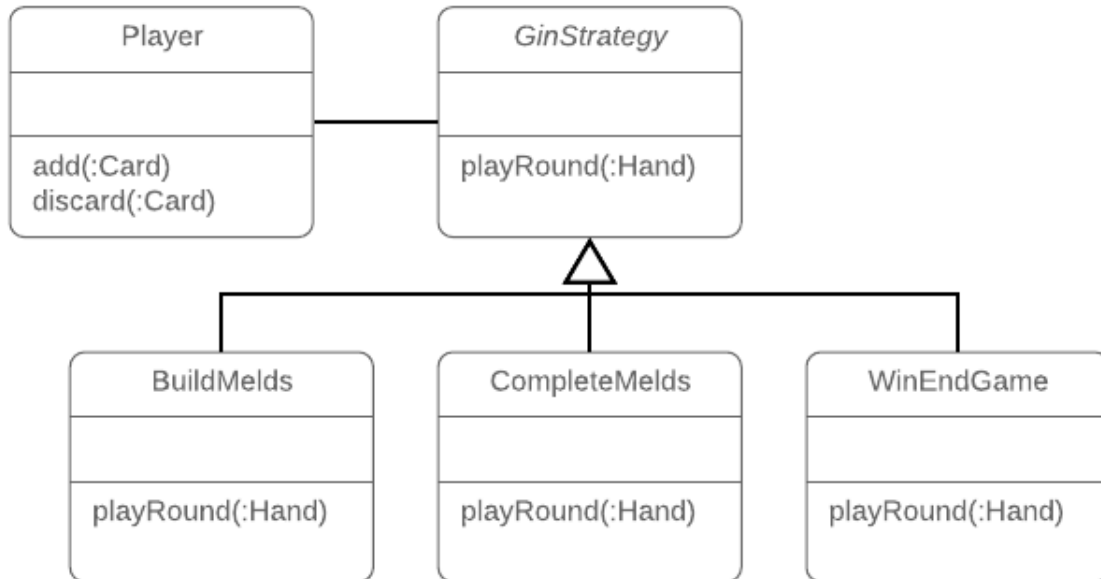 Player
GinStrategy
add(:Card)
discard(:Card)
playRound(:Hand)
BuildMelds
CompleteMelds
WinEndGame
playRound(:Hand)
playRound(:Hand)
playRound(:Hand)